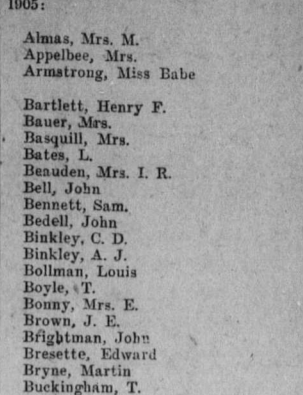 1905:
Almas, Mrs. M.
Appelbee, Mrs.
Armstrong, Miss Babe
Bartlett, Henry F.
Bauer, Mrs.
Basquill, Mrs.
Bates, L.
Beauden, Mrs. I. R.
Bell, John
Bennett, Sam.
Bedell, John
Binkley, C. D.
Binkley, A. J.
Bollman, Louis
Boyle, T.
Bonny, Mrs. E.
Brown, J. E.
Brightman, John
Bresette, Edward
Bryne, Martin
Buckingham, T.